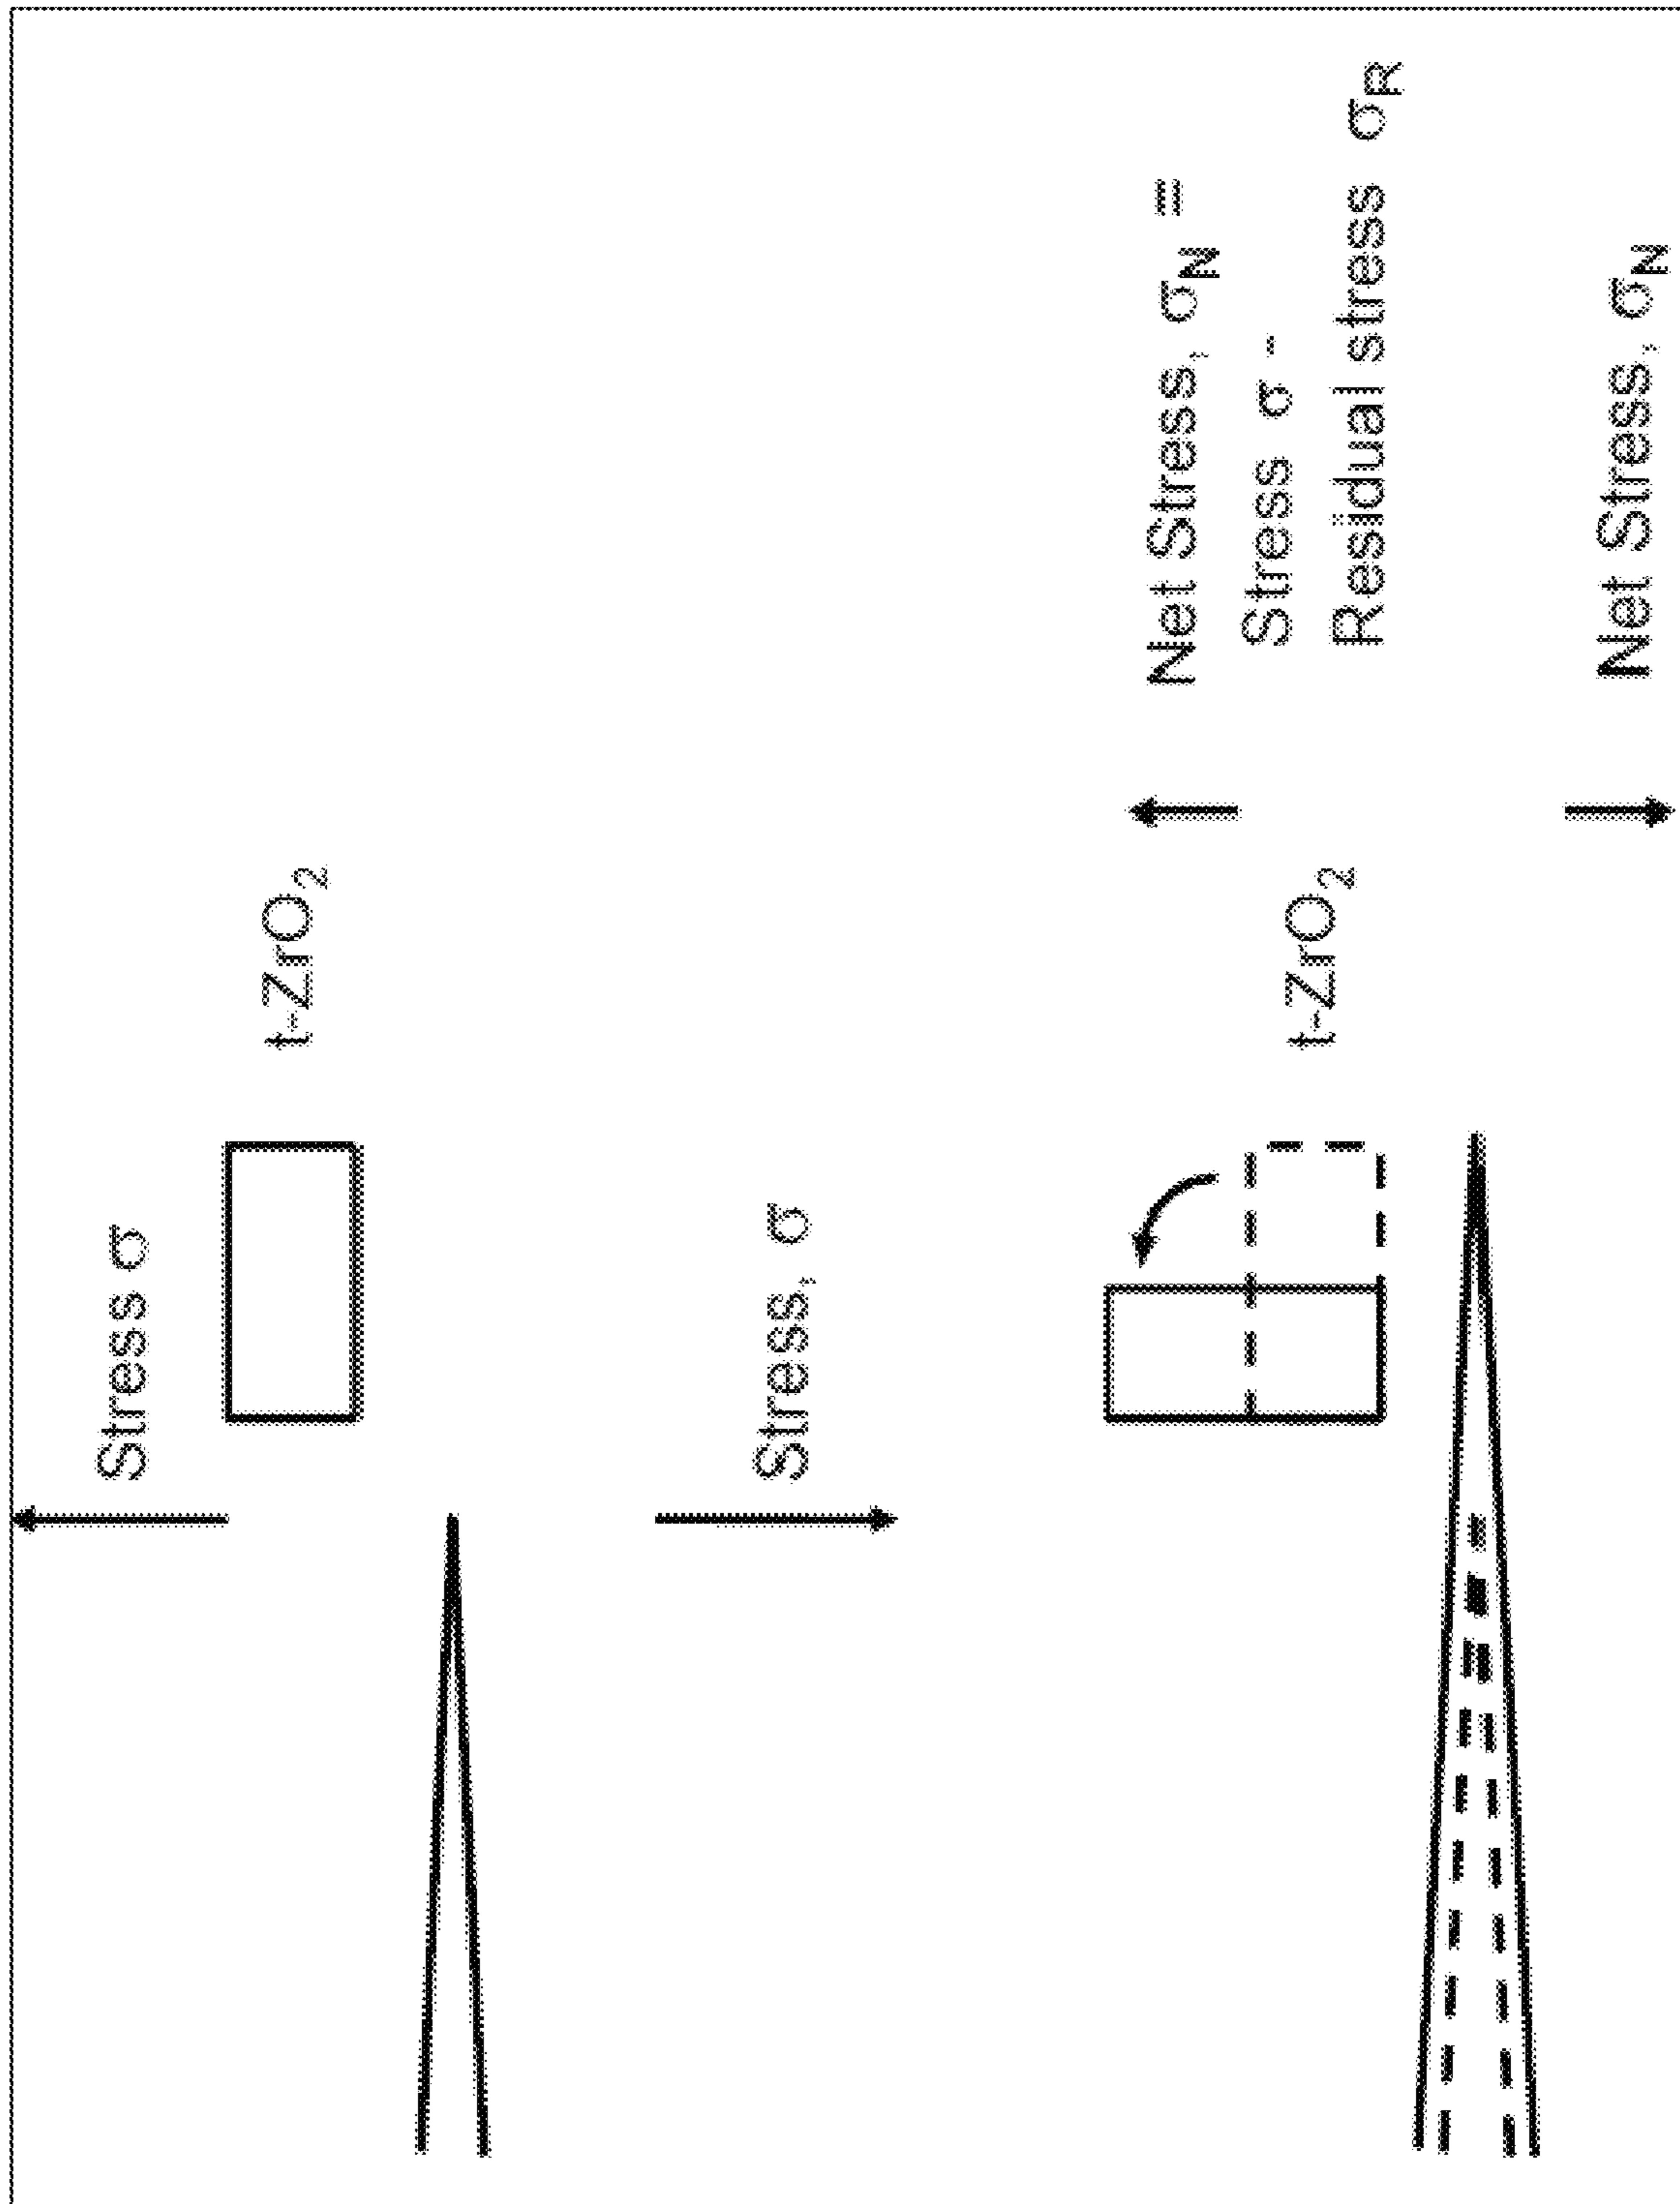 Stress σ
t-ZrO₂
Stress, σ
t-ZrO₂
Net Stress, σN =
Stress σ -
Residual stress σR
Net Stress, σN